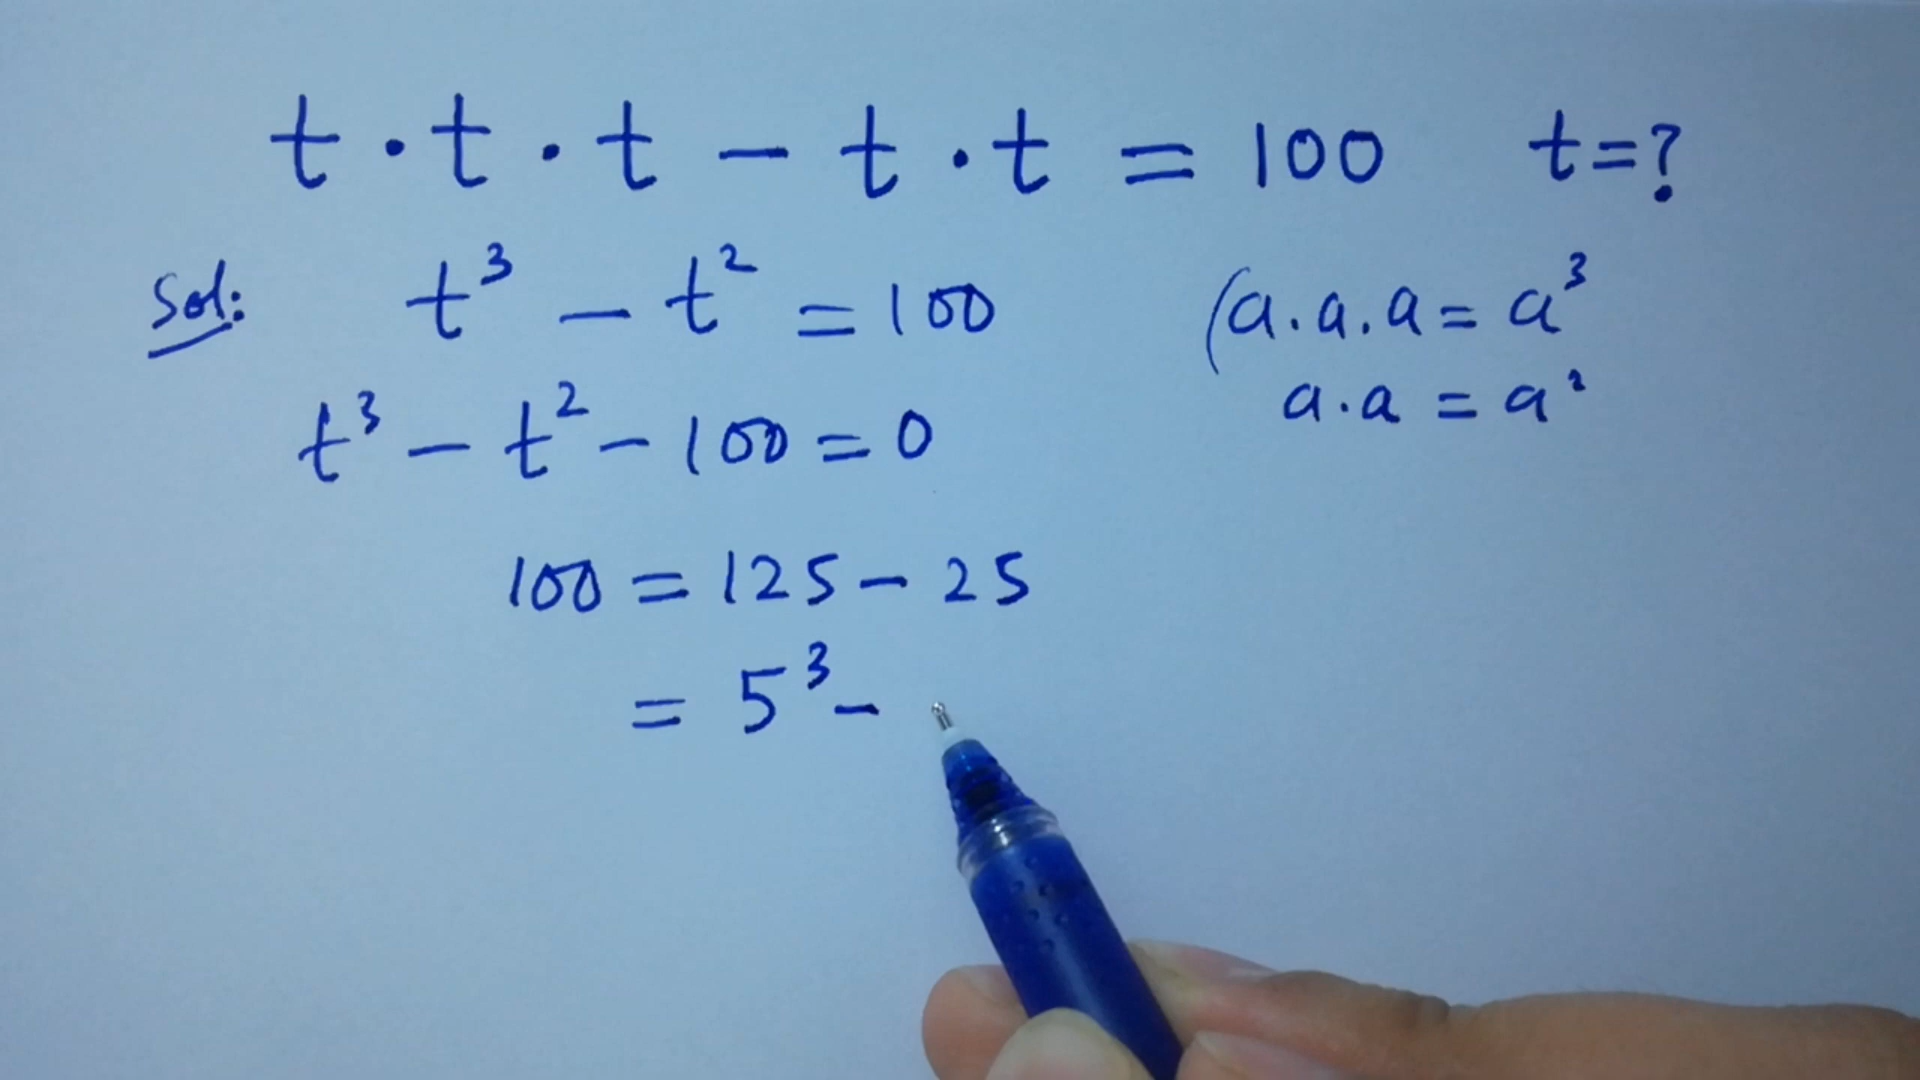 t · t · t − t · t = 100 t = ?
Sol: t³ − t² = 100 (a . a . a = a³
t³ − t² − 100 = 0 a . a = a²
100 = 125 − 25
= 5³ −